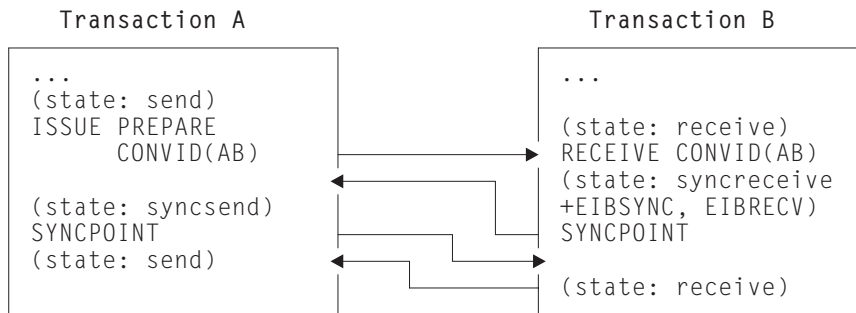 Transaction A
...
(state: send)
ISSUE PREPARE
CONVID(AB)
(state: syncsend)
SYNCPOINT
(state: send)
Transaction B
...
(state: receive)
RECEIVE CONVID(AB)
(state: syncreceive
+EIBSYNC, EIBRECV)
SYNCPOINT
(state: receive)